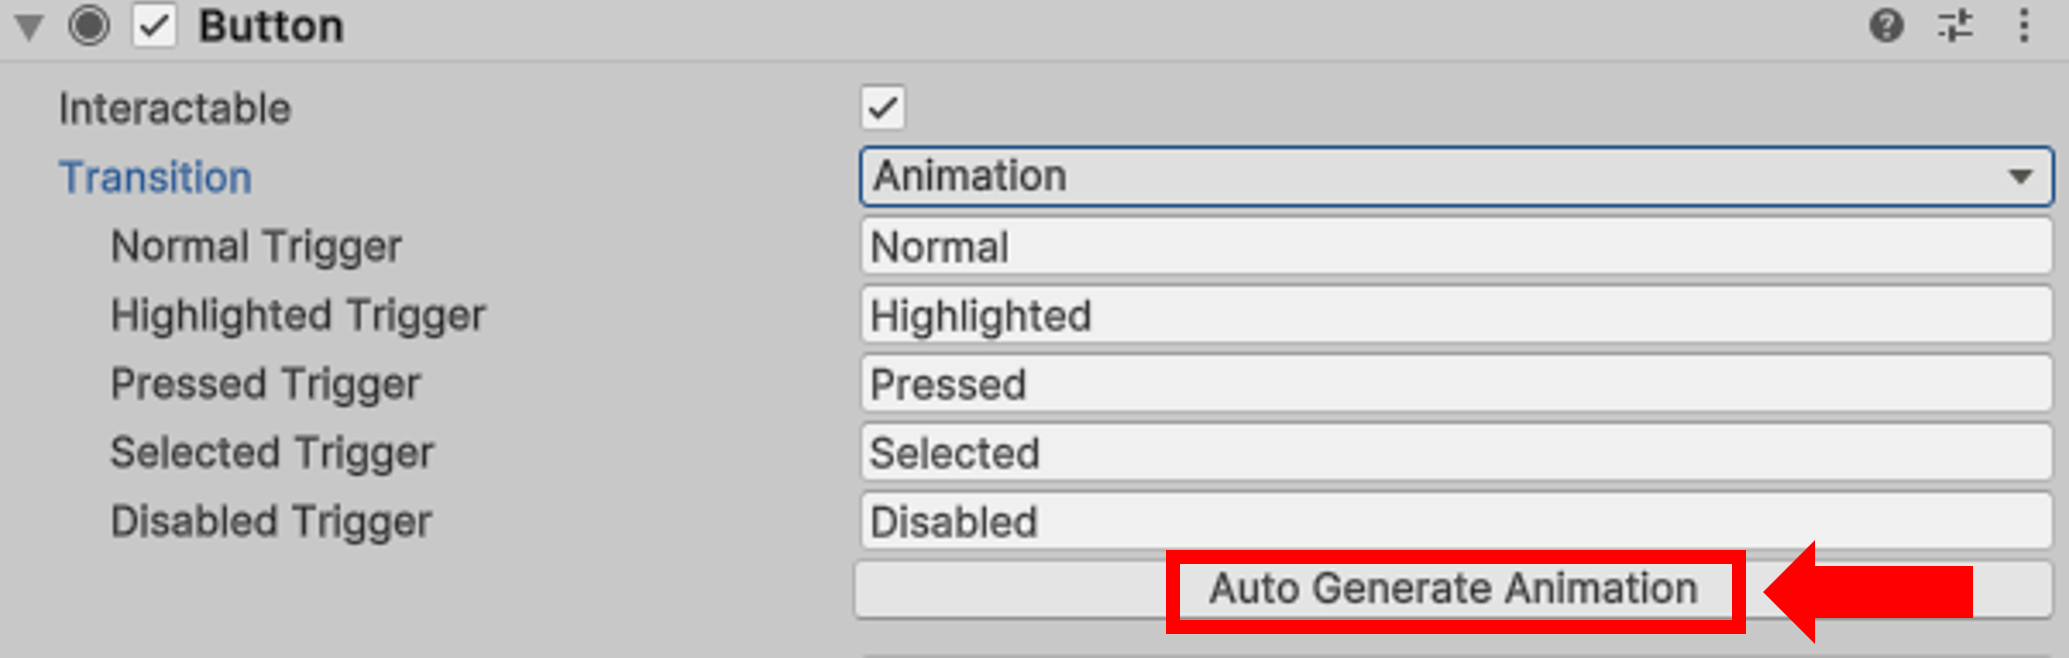 Button
Interactable
Transition Animation
Normal Trigger Normal
Highlighted Trigger Highlighted
Pressed Trigger Pressed
Selected Trigger Selected
Disabled Trigger Disabled
Auto Generate Animation